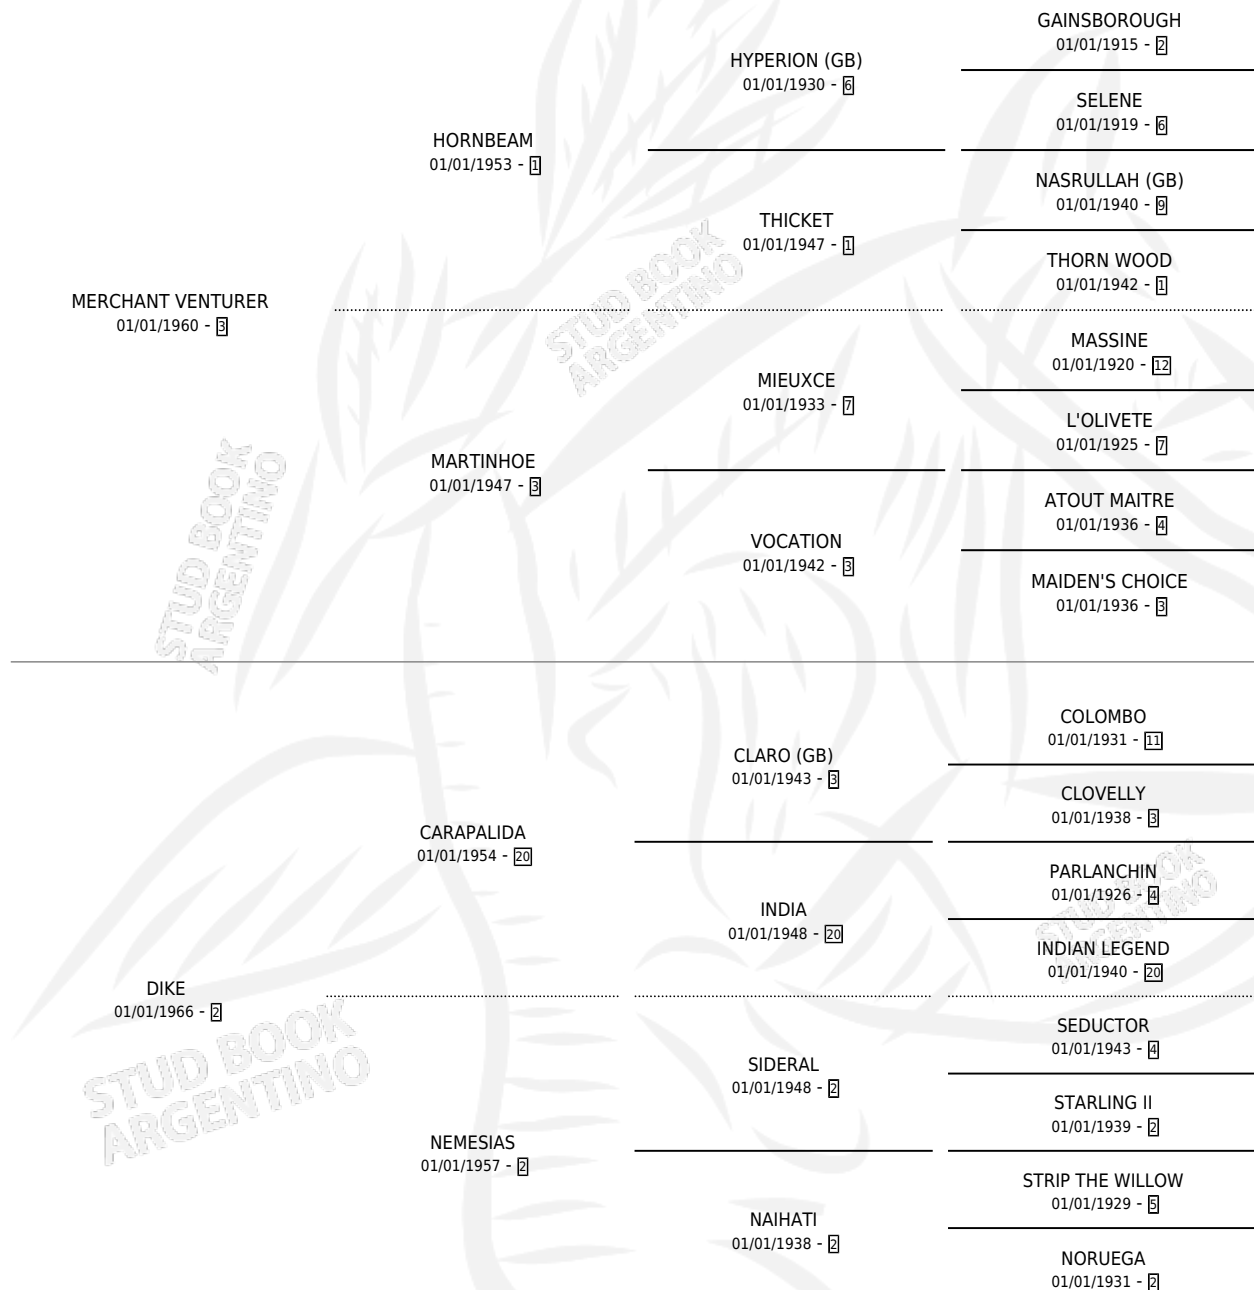 GAINSBOROUGH
01/01/1915 - 2
HYPERION (GB)
01/01/1930 - 6
SELENE
01/01/1919 - 6
HORNBEAM
01/01/1953 - 1
NASRULLAH (GB)
01/01/1940 - 9
THICKET
01/01/1947 - 1
THORN WOOD
01/01/1942 - 1
MERCHANT VENTURER
01/01/1960 - 3
MASSINE
01/01/1920 - 12
MIEUXCE
01/01/1933 - 7
L'OLIVETE
01/01/1925 - 7
MARTINHOE
01/01/1947 - 3
ATOUT MAITRE
01/01/1936 - 4
VOCATION
01/01/1942 - 3
MAIDEN'S CHOICE
01/01/1936 - 3
COLOMBO
01/01/1931 - 11
CLARO (GB)
01/01/1943 - 3
CLOVELLY
01/01/1938 - 3
CARAPALIDA
01/01/1954 - 20
PARLANCHIN
01/01/1926 - 4
INDIA
01/01/1948 - 20
INDIAN LEGEND
01/01/1940 - 20
DIKE
01/01/1966 - 2
SEDUCTOR
01/01/1943 - 4
SIDERAL
01/01/1948 - 2
STARLING II
01/01/1939 - 2
NEMESIAS
01/01/1957 - 2
STRIP THE WILLOW
01/01/1929 - 5
NAIHATI
01/01/1938 - 2
NORUEGA
01/01/1931 - 2
STUD BOOK
ARGENTINO
STUD BOOK
ARGENTINO
STUD BOOK
ARGENTINO
STUD BOOK
ARGENTINO